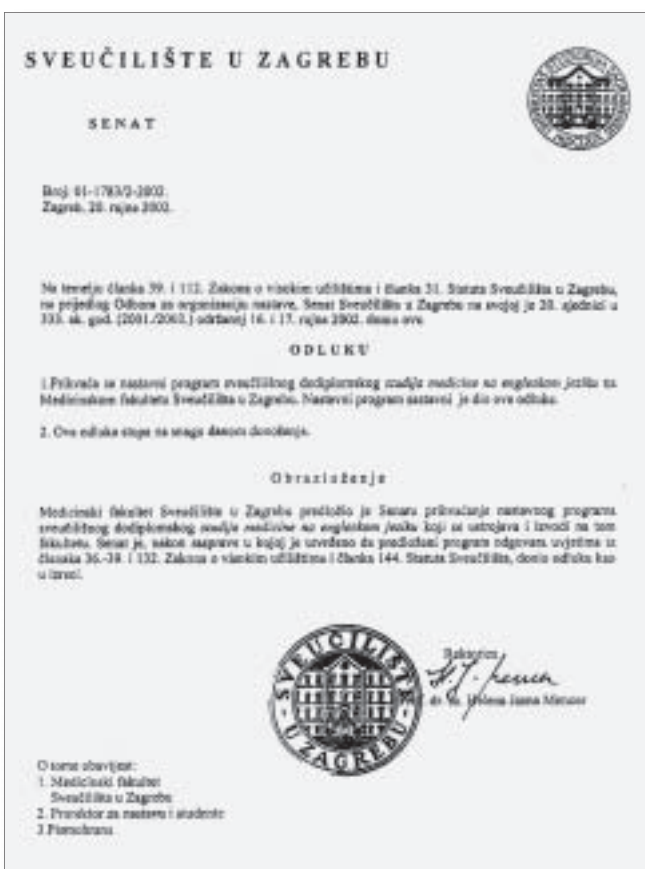 SVEUČILIŠTE U ZAGREBU
SENAT
Broj: 01-1783/2-2002.
Zagreb, 20. rujna 2002.
Na temelju članka 39. i 112. Zakona o visokim učilištima i članka 31. Statuta Sveučilišta u Zagrebu,
na prijedlog Odbora za organizaciju nastave, Senat Sveučilišta u Zagrebu na svojoj je 20. sjednici u
333. ak. god. (2001./2002.) održanoj 16. i 17. rujna 2002. donio ovu
ODLUKU
1. Prihvaća se nastavni program sveučilišnog dodiplomskog studija medicine na engleskom jeziku na
Medicinskom fakultetu Sveučilišta u Zagrebu. Nastavni program sastavni je dio ove odluke.
2. Ova odluka stupa na snagu danom donošenja.
Obrazloženje
Medicinski fakultet Sveučilišta u Zagrebu predložio je Senatu prihvaćanje nastavnog programa
sveučilišnog dodiplomskog studija medicine na engleskom jeziku koji se ustrojava i izvodi na tom
fakultetu. Senat je, nakon rasprave u kojoj je utvrđeno da predloženi program odgovara uvjetima iz
članaka 36.-39. i 132. Zakona o visokim učilištima i članka 144. Statuta Sveučilišta, donio odluku kao
u izreci.
SVEUČILIŠTE
U ZAGREBU
Rektorica
dr. sc. Helena Jasna Mencer
O tome obavijest:
1. Medicinski fakultet
Sveučilišta u Zagrebu
2. Prorektor za nastavu i studente
3 Pismohrana